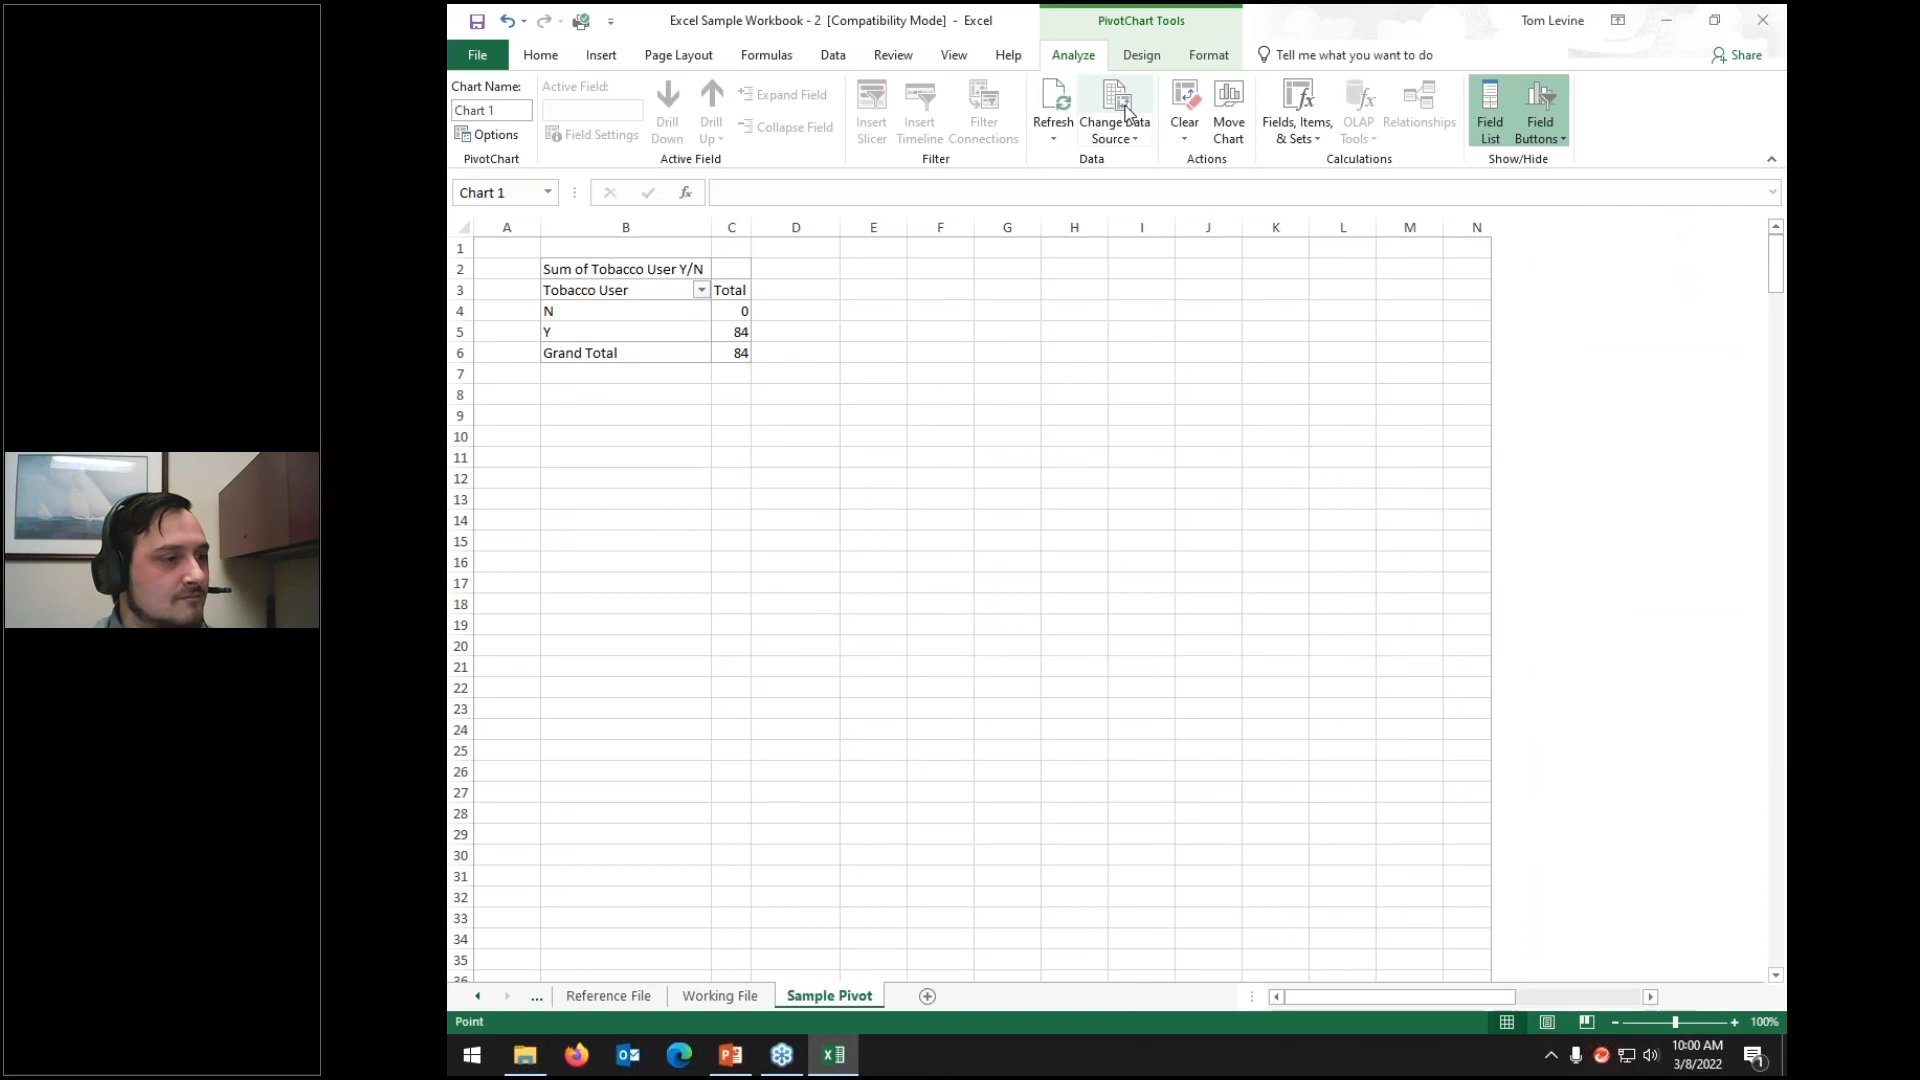 Excel Sample Workbook - 2 [Compatibility Mode] - Excel
PivotChart Tools
Tom Levine
File Home Insert Page Layout Formulas Data Review View Help Analyze Design Format Tell me what you want to do Share
Chart Name:
Chart 1
Options
PivotChart
Active Field:
Field Settings
Drill Down
Drill Up
Expand Field
Collapse Field
Active Field
Insert Slicer
Insert Timeline
Filter Connections
Filter
Refresh
Change Data Source
Data
Clear
Move Chart
Actions
Fields, Items, & Sets
OLAP Tools
Relationships
Calculations
Field List
Field Buttons
Show/Hide
Chart 1
fx
A B C D E F G H I J K L M N
1
2 Sum of Tobacco User Y/N
3 Tobacco User Total
4 N 0
5 Y 84
6 Grand Total 84
7
8
9
10
11
12
13
14
15
16
17
18
19
20
21
22
23
24
25
26
27
28
29
30
31
32
33
34
35
36
... Reference File Working File Sample Pivot
Point
100%
10:00 AM
3/8/2022
1